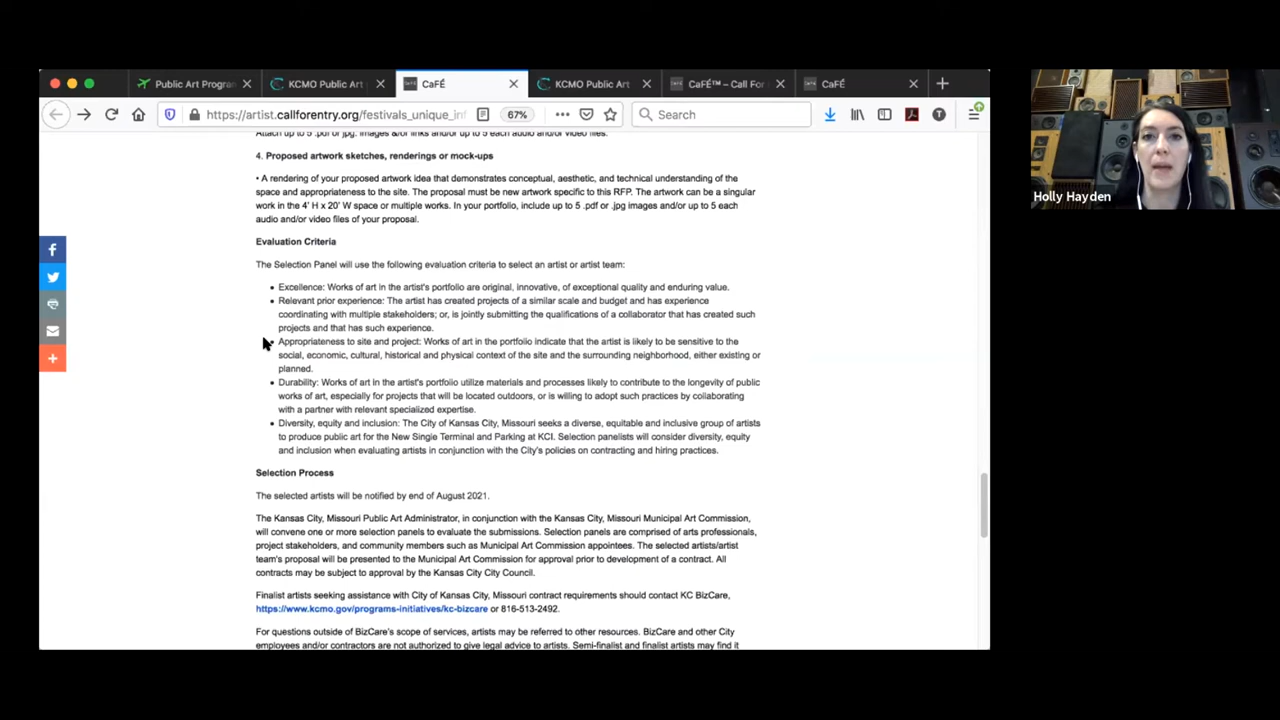 Public Art Program
KCMO Public Art
CaFÉ
KCMO Public Art
CaFÉ™ – Call For
CaFÉ
https://artist.callforentry.org/festivals_unique_inf
67%
Search
T
Attach up to 5 .pdf or jpg. images &/or links and/or up to 5 each audio and/or video files.
4. Proposed artwork sketches, renderings or mock-ups
• A rendering of your proposed artwork idea that demonstrates conceptual, aesthetic, and technical understanding of the
space and appropriateness to the site. The proposal must be new artwork specific to this RFP. The artwork can be a singular
work in the 4' H x 20' W space or multiple works. In your portfolio, include up to 5 .pdf or .jpg images and/or up to 5 each
audio and/or video files of your proposal.
Evaluation Criteria
The Selection Panel will use the following evaluation criteria to select an artist or artist team:
• Excellence: Works of art in the artist's portfolio are original, innovative, of exceptional quality and enduring value.
• Relevant prior experience: The artist has created projects of a similar scale and budget and has experience
coordinating with multiple stakeholders; or, is jointly submitting the qualifications of a collaborator that has created such
projects and that has such experience.
• Appropriateness to site and project: Works of art in the portfolio indicate that the artist is likely to be sensitive to the
social, economic, cultural, historical and physical context of the site and the surrounding neighborhood, either existing or
planned.
• Durability: Works of art in the artist's portfolio utilize materials and processes likely to contribute to the longevity of public
works of art, especially for projects that will be located outdoors, or is willing to adopt such practices by collaborating
with a partner with relevant specialized expertise.
• Diversity, equity and inclusion: The City of Kansas City, Missouri seeks a diverse, equitable and inclusive group of artists
to produce public art for the New Single Terminal and Parking at KCI. Selection panelists will consider diversity, equity
and inclusion when evaluating artists in conjunction with the City's policies on contracting and hiring practices.
Selection Process
The selected artists will be notified by end of August 2021.
The Kansas City, Missouri Public Art Administrator, in conjunction with the Kansas City, Missouri Municipal Art Commission,
will convene one or more selection panels to evaluate the submissions. Selection panels are comprised of arts professionals,
project stakeholders, and community members such as Municipal Art Commission appointees. The selected artists/artist
team's proposal will be presented to the Municipal Art Commission for approval prior to development of a contract. All
contracts may be subject to approval by the Kansas City City Council.
Finalist artists seeking assistance with City of Kansas City, Missouri contract requirements should contact KC BizCare,
https://www.kcmo.gov/programs-initiatives/kc-bizcare or 816-513-2492.
For questions outside of BizCare's scope of services, artists may be referred to other resources. BizCare and other City
employees and/or contractors are not authorized to give legal advice to artists. Semi-finalist and finalist artists may find it
Holly Hayden